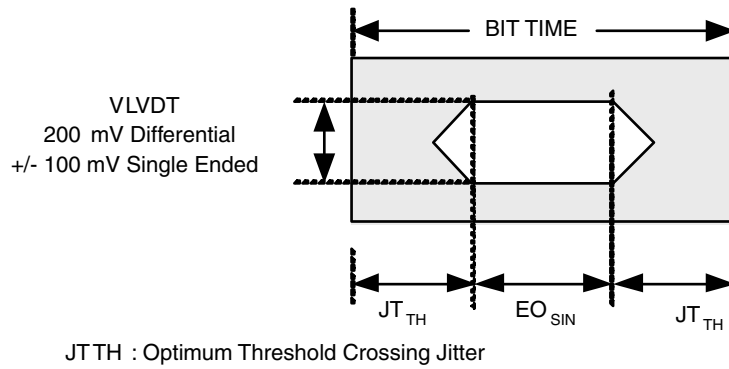 BIT TIME
VLVDT
200 mV Differential
+/- 100 mV Single Ended
JT TH
EO SIN
JT TH
JT TH : Optimum Threshold Crossing Jitter